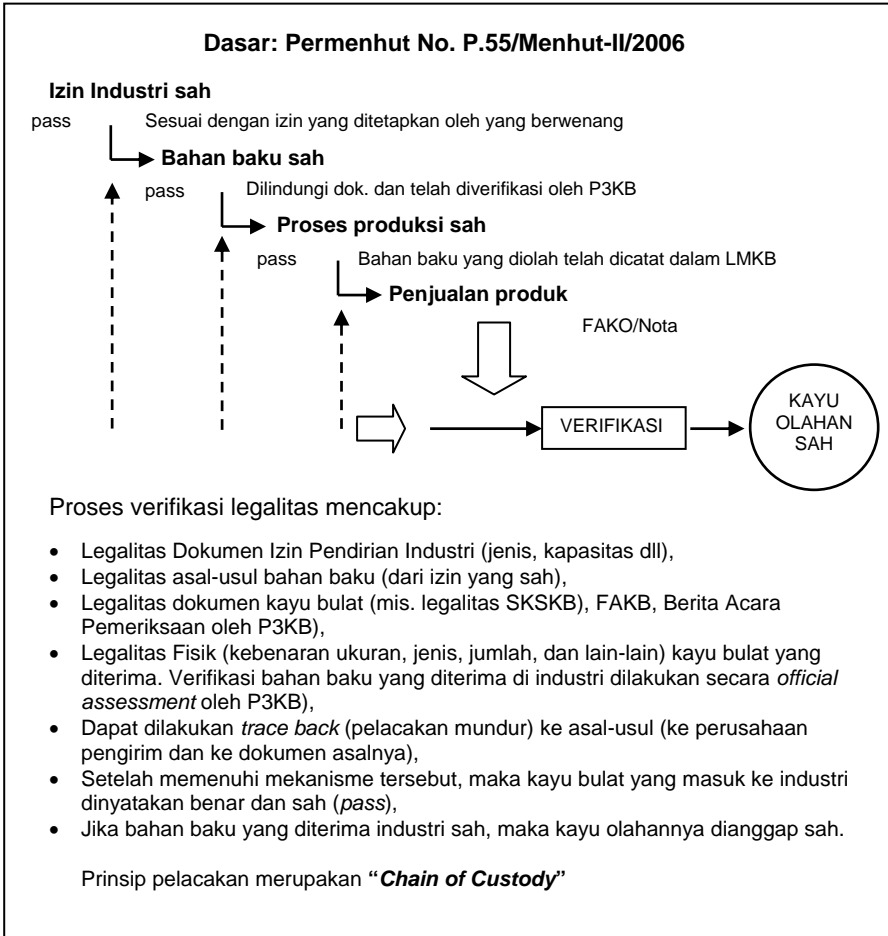 Dasar: Permenhut No. P.55/Menhut-II/2006
Izin Industri sah
pass Sesuai dengan izin yang ditetapkan oleh yang berwenang
Bahan baku sah
pass Dilindungi dok. dan telah diverifikasi oleh P3KB
Proses produksi sah
pass Bahan baku yang diolah telah dicatat dalam LMKB
Penjualan produk
FAKO/Nota
VERIFIKASI
KAYU
OLAHAN
SAH
Proses verifikasi legalitas mencakup:
• Legalitas Dokumen Izin Pendirian Industri (jenis, kapasitas dll),
• Legalitas asal-usul bahan baku (dari izin yang sah),
• Legalitas dokumen kayu bulat (mis. legalitas SKSKB), FAKB, Berita Acara
Pemeriksaan oleh P3KB),
• Legalitas Fisik (kebenaran ukuran, jenis, jumlah, dan lain-lain) kayu bulat yang
diterima. Verifikasi bahan baku yang diterima di industri dilakukan secara official
assessment oleh P3KB),
• Dapat dilakukan trace back (pelacakan mundur) ke asal-usul (ke perusahaan
pengirim dan ke dokumen asalnya),
• Setelah memenuhi mekanisme tersebut, maka kayu bulat yang masuk ke industri
dinyatakan benar dan sah (pass),
• Jika bahan baku yang diterima industri sah, maka kayu olahannya dianggap sah.
Prinsip pelacakan merupakan “Chain of Custody”